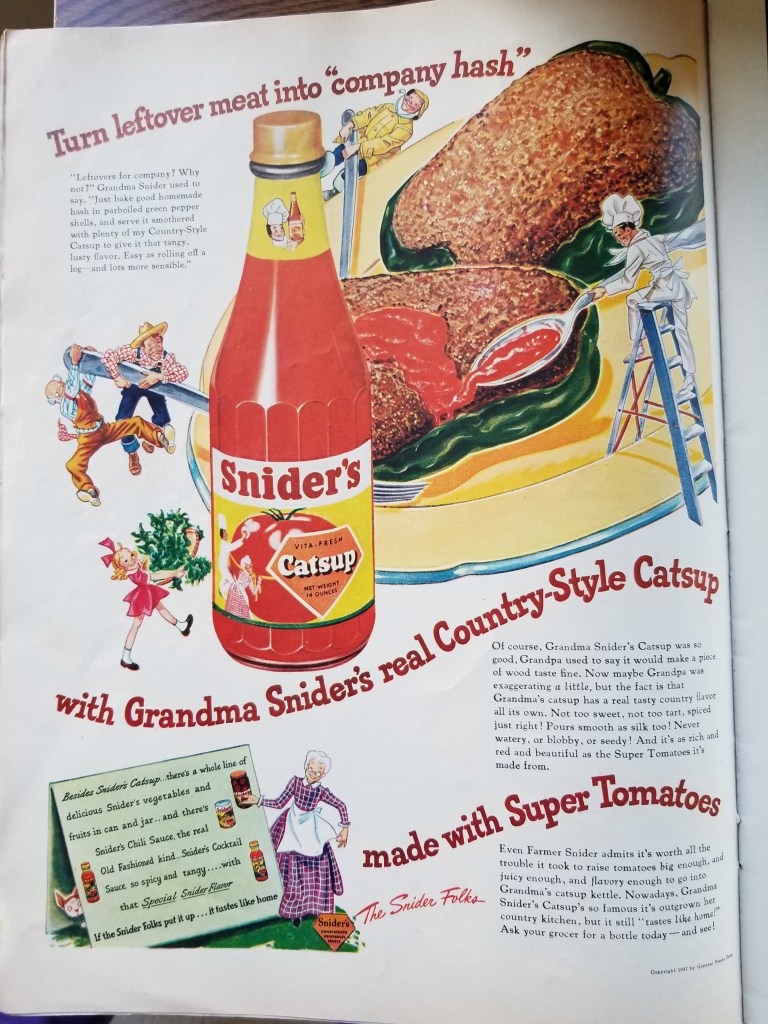 Turn leftover meat into "company hash"
"Leftovers for company? Why
not?" Grandma Snider used to
say. "Just bake good homemade
hash in parboiled green pepper
shells, and serve it smothered
with plenty of my Country-Style
Catsup to give it that tangy,
lusty flavor. Easy as rolling off a
log—and lots more sensible."
Snider's
VITA-FRESH
Catsup
NET WEIGHT
14 OUNCES
with Grandma Snider's real Country-Style Catsup
Of course, Grandma Snider's Catsup was so
good, Grandpa used to say it would make a piece
of wood taste fine. Now maybe Grandpa was
exaggerating a little, but the fact is that
Grandma's catsup has a real tasty country flavor
all its own. Not too sweet, not too tart, spiced
just right! Pours smooth as silk too! Never
watery, or blobby, or seedy! And it's as rich and
red and beautiful as the Super Tomatoes it's
made from.
made with Super Tomatoes
Even Farmer Snider admits it's worth all the
trouble it took to raise tomatoes big enough, and
juicy enough, and flavory enough to go into
Grandma's catsup kettle. Nowadays, Grandma
Snider's Catsup's so famous it's outgrown her
country kitchen, but it still "tastes like home!"
Ask your grocer for a bottle today—and see!
Besides Snider's Catsup...there's a whole line of
delicious Snider's vegetables and
fruits in can and jar..and there's
Snider's Chili Sauce, the real
Old Fashioned kind...Snider's Cocktail
Sauce, so spicy and tangy....with
that Special Snider Flavor
If the Snider Folks put it up...it tastes like home
Snider's
The Snider Folks
Copyright 1947 by General Foods